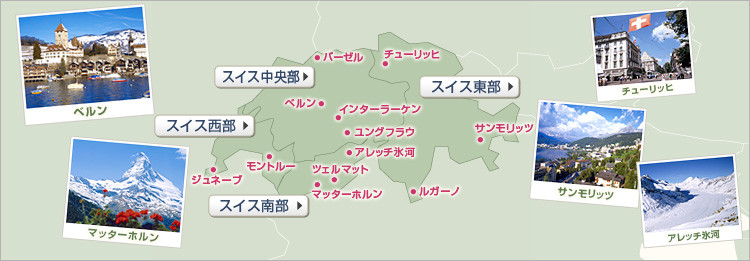 バーゼル
チューリッヒ
スイス中央部
スイス東部
ベルン
インターラーケン
スイス西部
ユングフラウ
サンモリッツ
アレッチ氷河
モントルー
ツェルマット
ジュネーブ
マッターホルン
ルガーノ
スイス南部
ベルン
マッターホルン
チューリッヒ
サンモリッツ
アレッチ氷河